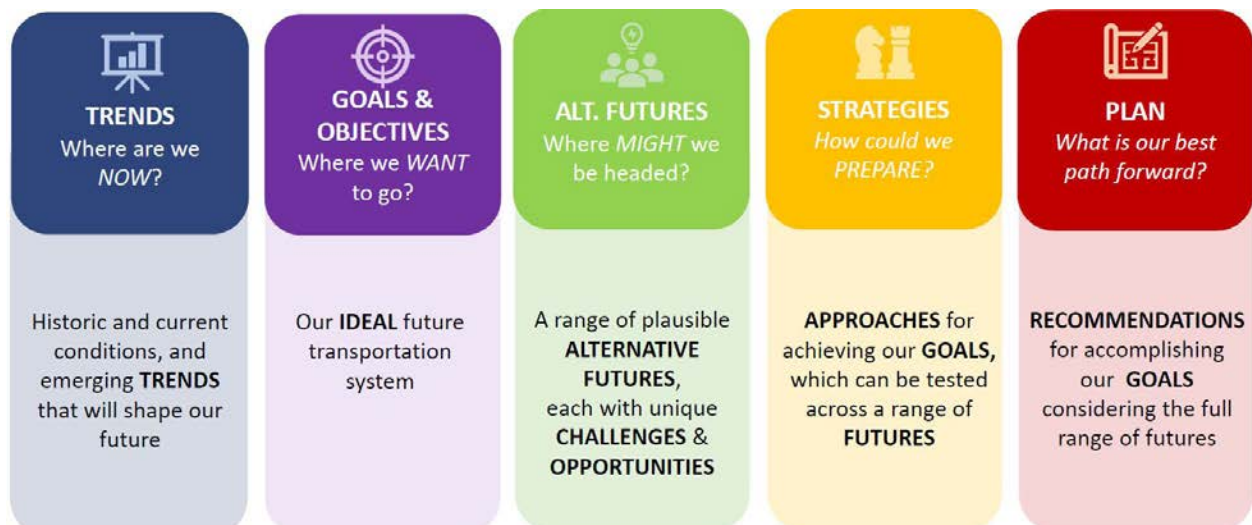 TRENDS
Where are we
NOW?
Historic and current
conditions, and
emerging TRENDS
that will shape our
future
GOALS &
OBJECTIVES
Where we WANT
to go?
Our IDEAL future
transportation
system
ALT. FUTURES
Where MIGHT we
be headed?
A range of plausible
ALTERNATIVE
FUTURES,
each with unique
CHALLENGES &
OPPORTUNITIES
STRATEGIES
How could we
PREPARE?
APPROACHES for
achieving our GOALS,
which can be tested
across a range of
FUTURES
PLAN
What is our best
path forward?
RECOMMENDATIONS
for accomplishing
our GOALS
considering the full
range of futures